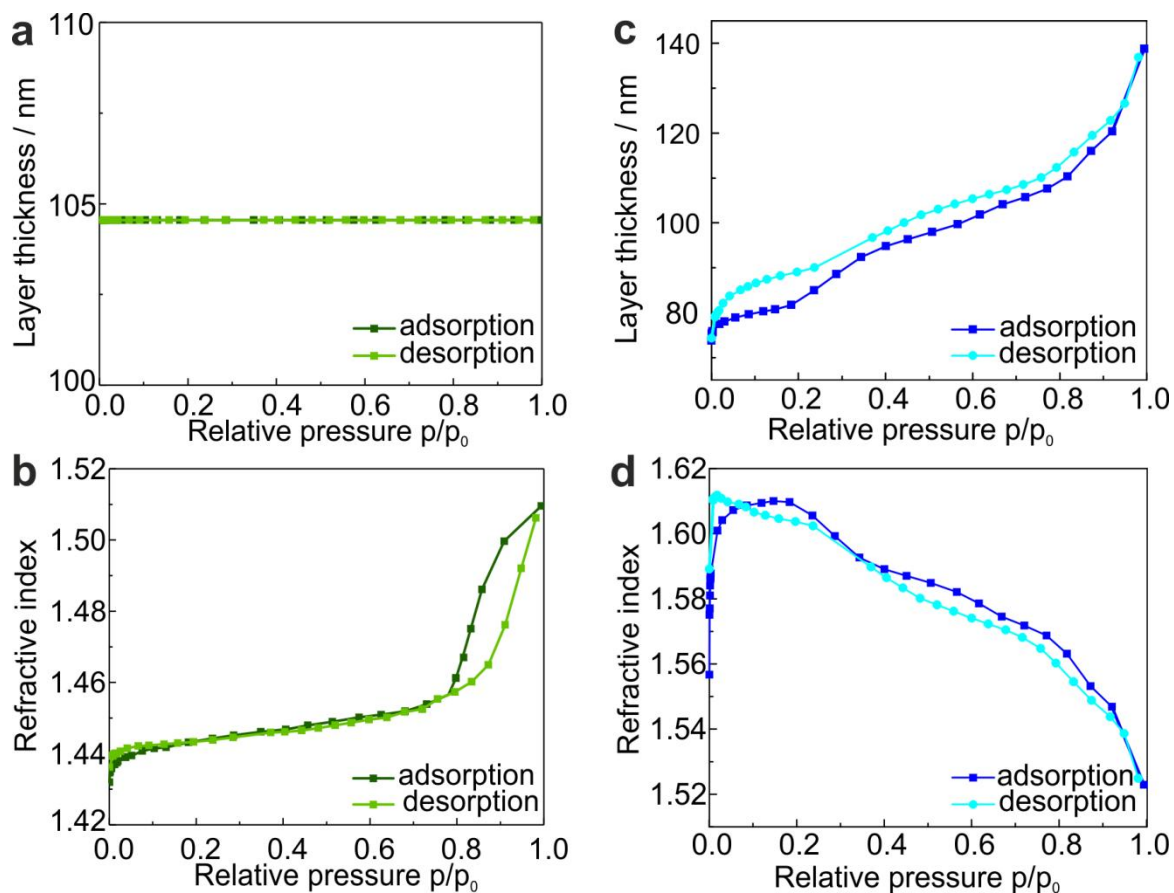 a
110
105
100
Layer thickness / nm
adsorption
desorption
0.0 0.2 0.4 0.6 0.8 1.0
Relative pressure p/p₀
c
140
120
100
80
Layer thickness / nm
adsorption
desorption
0.0 0.2 0.4 0.6 0.8 1.0
Relative pressure p/p₀
b
1.52
1.50
1.48
1.46
1.44
1.42
Refractive index
adsorption
desorption
0.0 0.2 0.4 0.6 0.8 1.0
Relative pressure p/p₀
d
1.62
1.60
1.58
1.56
1.54
1.52
Refractive index
adsorption
desorption
0.0 0.2 0.4 0.6 0.8 1.0
Relative pressure p/p₀